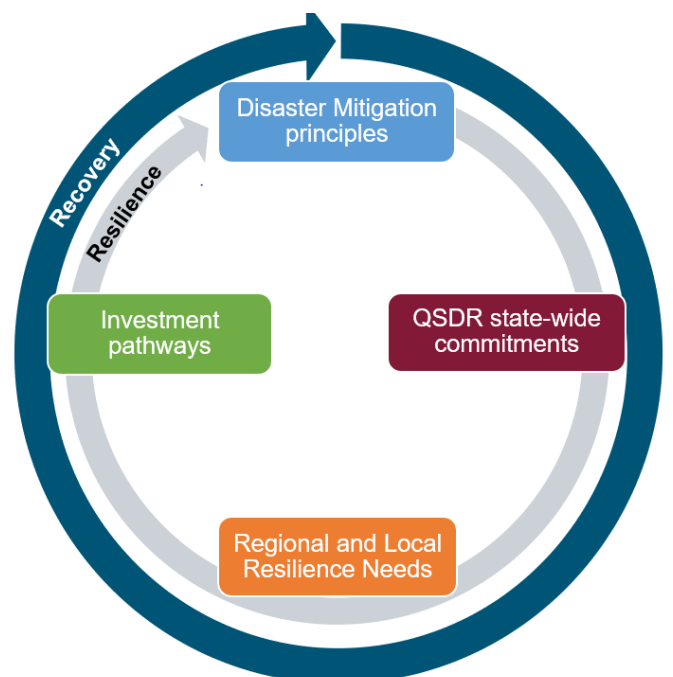 Disaster Mitigation
principles
Recovery
Resilience
Investment
pathways
QSDR state-wide
commitments
Regional and Local
Resilience Needs